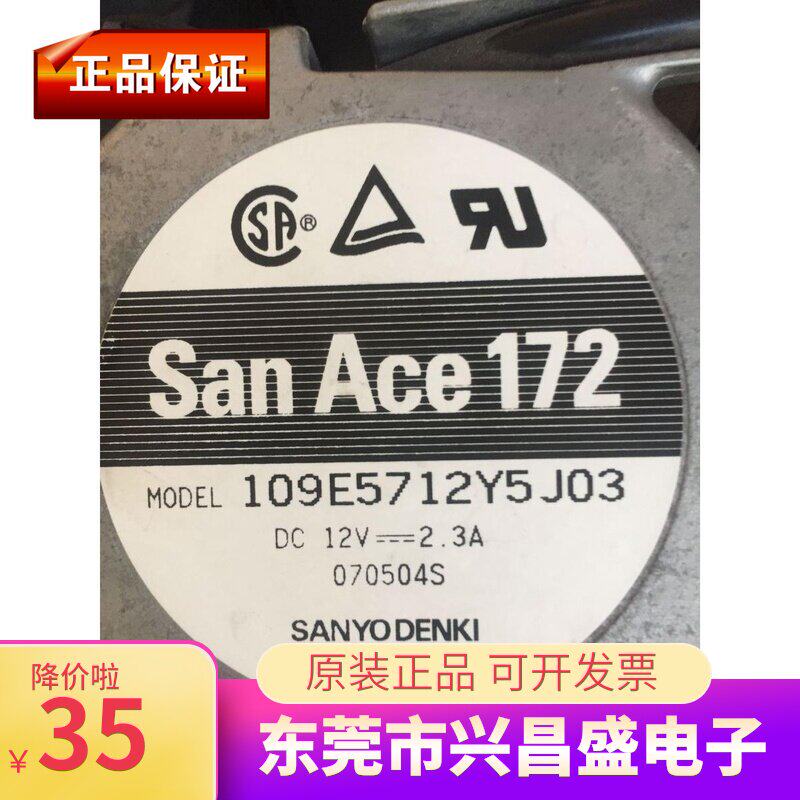 正品保证
SA ®
RU
San Ace 172
MODEL 109E5712Y5J03
DC 12V⎓2.3A
070504S
SANYO DENKI
降价啦
¥35
原装正品 可开发票
东莞市兴昌盛电子